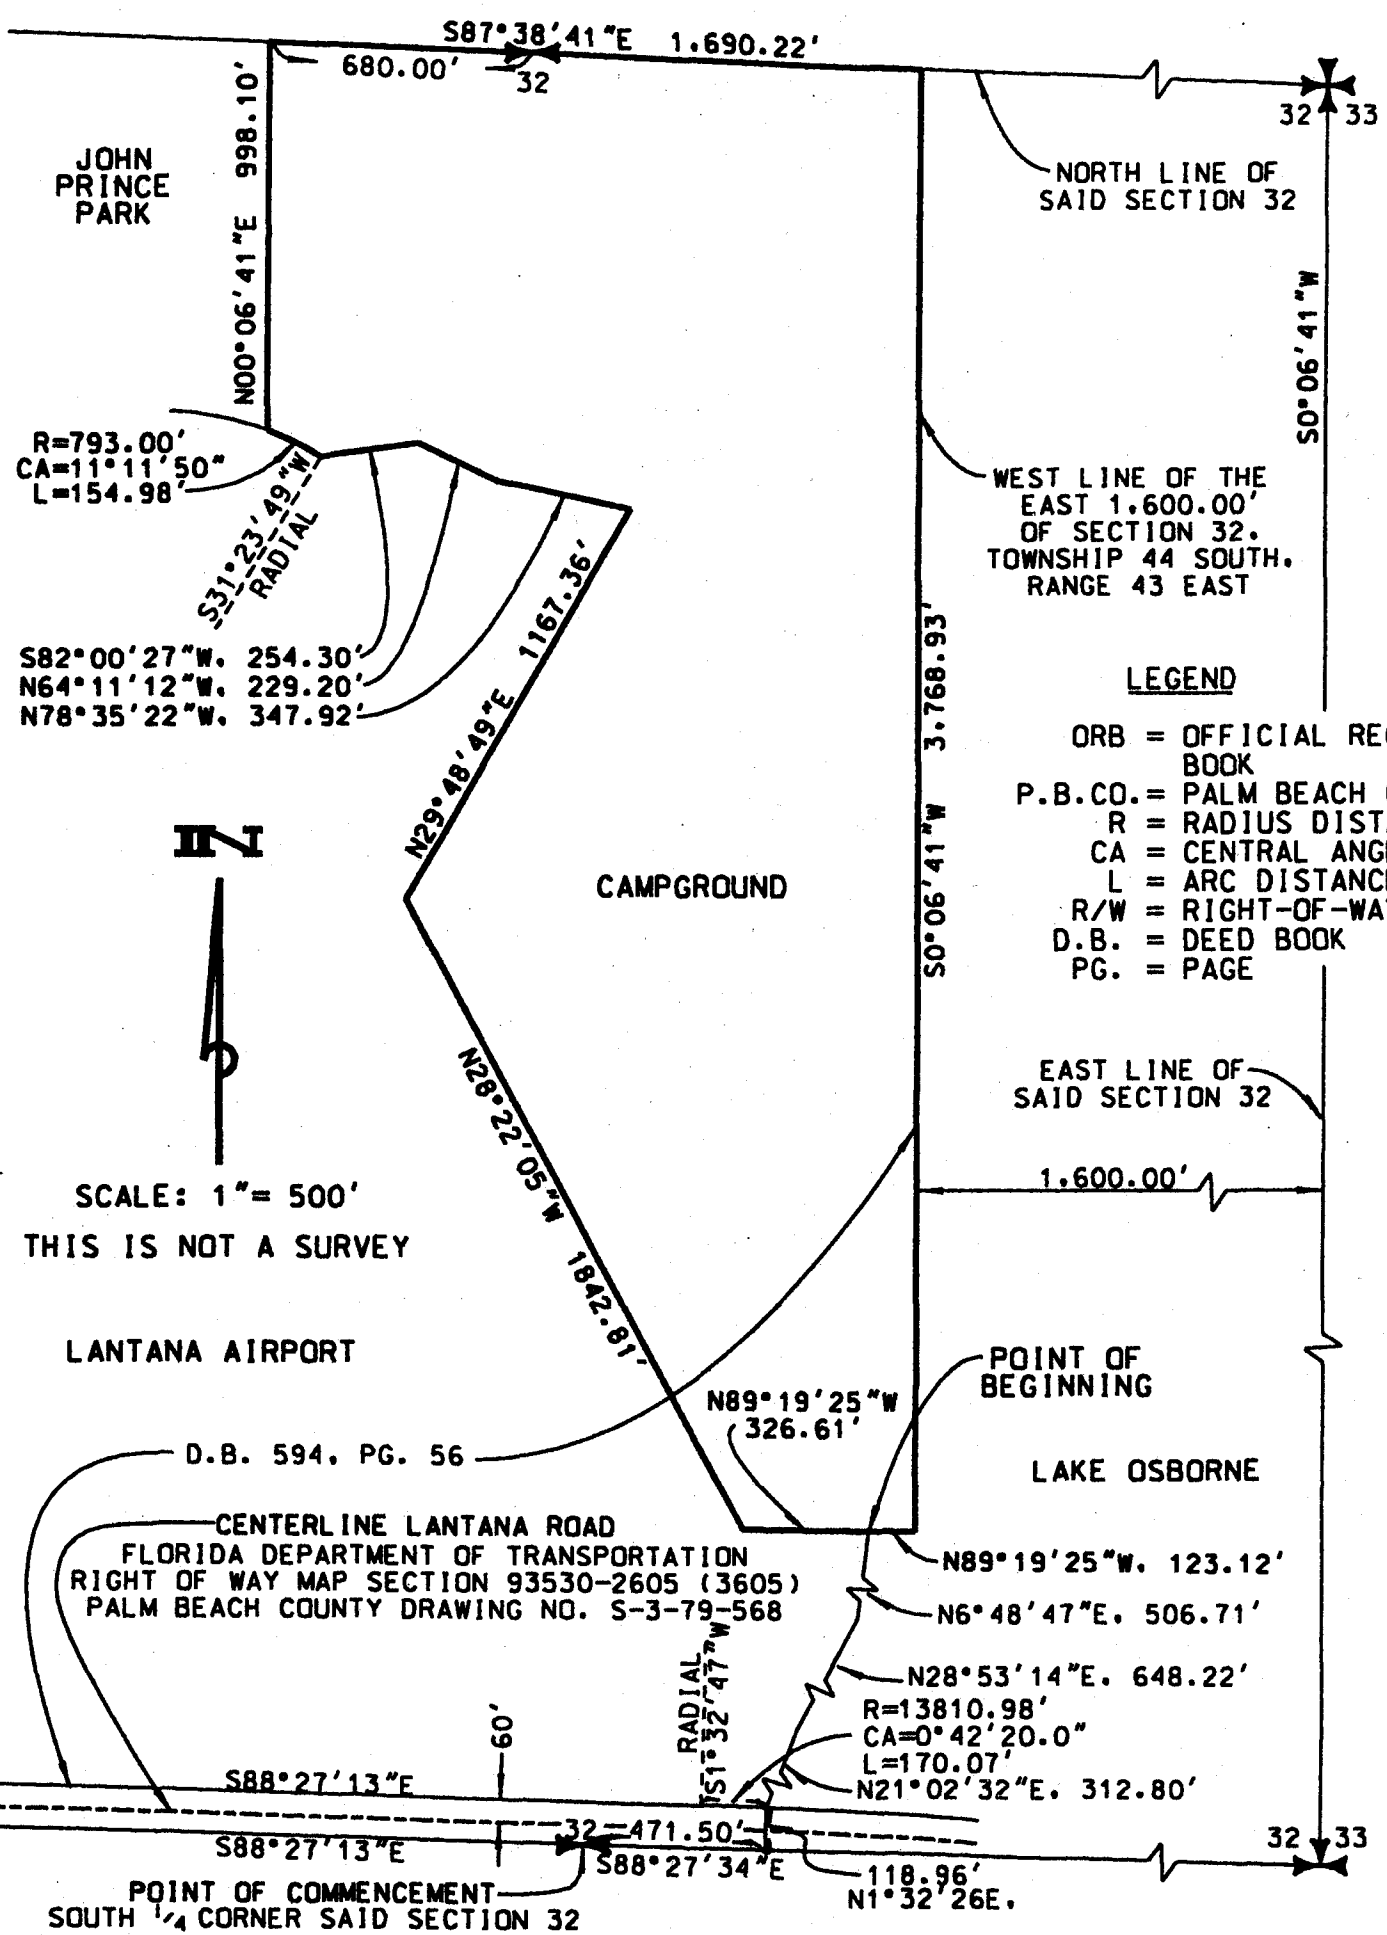 S87°38'41"E 1,690.22'
680.00'
32
32 33
N00°06'41"E 998.10'
JOHN
PRINCE
PARK
NORTH LINE OF
SAID SECTION 32
S0°06'41"W
R=793.00'
CA=11°11'50"
L=154.98'
S31°23'49"W
RADIAL
WEST LINE OF THE
EAST 1,600.00'
OF SECTION 32,
TOWNSHIP 44 SOUTH,
RANGE 43 EAST
S82°00'27"W, 254.30'
N64°11'12"W, 229.20'
N78°35'22"W, 347.92'
N29°48'49"E 1167.36'
S0°06'41"W 3,768.93'
LEGEND
ORB = OFFICIAL REC
BOOK
P.B.CO.= PALM BEACH
R = RADIUS DIST
CA = CENTRAL ANG
L = ARC DISTANC
R/W = RIGHT-OF-WA
D.B. = DEED BOOK
PG. = PAGE
N
CAMPGROUND
N28°22'05"W 1842.81'
EAST LINE OF
SAID SECTION 32
1,600.00'
SCALE: 1"= 500'
THIS IS NOT A SURVEY
LANTANA AIRPORT
POINT OF
BEGINNING
N89°19'25"W
326.61'
D.B. 594, PG. 56
LAKE OSBORNE
CENTERLINE LANTANA ROAD
FLORIDA DEPARTMENT OF TRANSPORTATION
RIGHT OF WAY MAP SECTION 93530-2605 (3605)
PALM BEACH COUNTY DRAWING NO. S-3-79-568
N89°19'25"W, 123.12'
N6°48'47"E, 506.71'
N28°53'14"E, 648.22'
RADIAL
S1°32'47"W
R=13810.98'
CA=0°42'20.0"
L=170.07'
N21°02'32"E, 312.80'
60'
S88°27'13"E
32 471.50'
S88°27'13"E
S88°27'34"E
32 33
118.96'
N1°32'26E,
POINT OF COMMENCEMENT
SOUTH 1/4 CORNER SAID SECTION 32